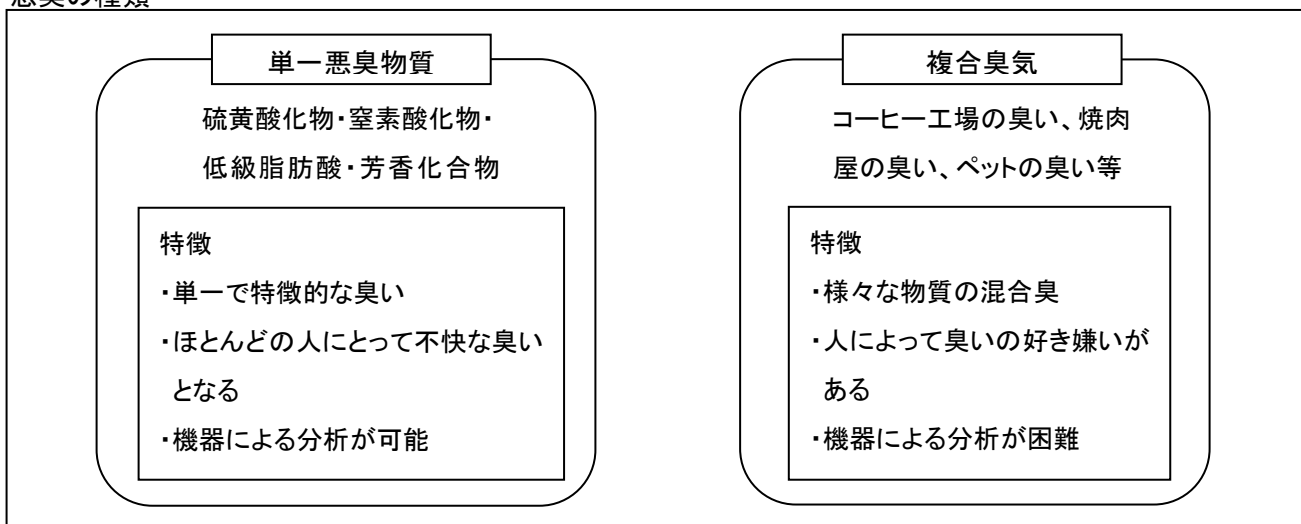 悪臭の種類
単一悪臭物質
硫黄酸化物・窒素酸化物・
低級脂肪酸・芳香化合物
特徴
・単一で特徴的な臭い
・ほとんどの人にとって不快な臭い
となる
・機器による分析が可能
複合臭気
コーヒー工場の臭い、焼肉
屋の臭い、ペットの臭い等
特徴
・様々な物質の混合臭
・人によって臭いの好き嫌いが
ある
・機器による分析が困難